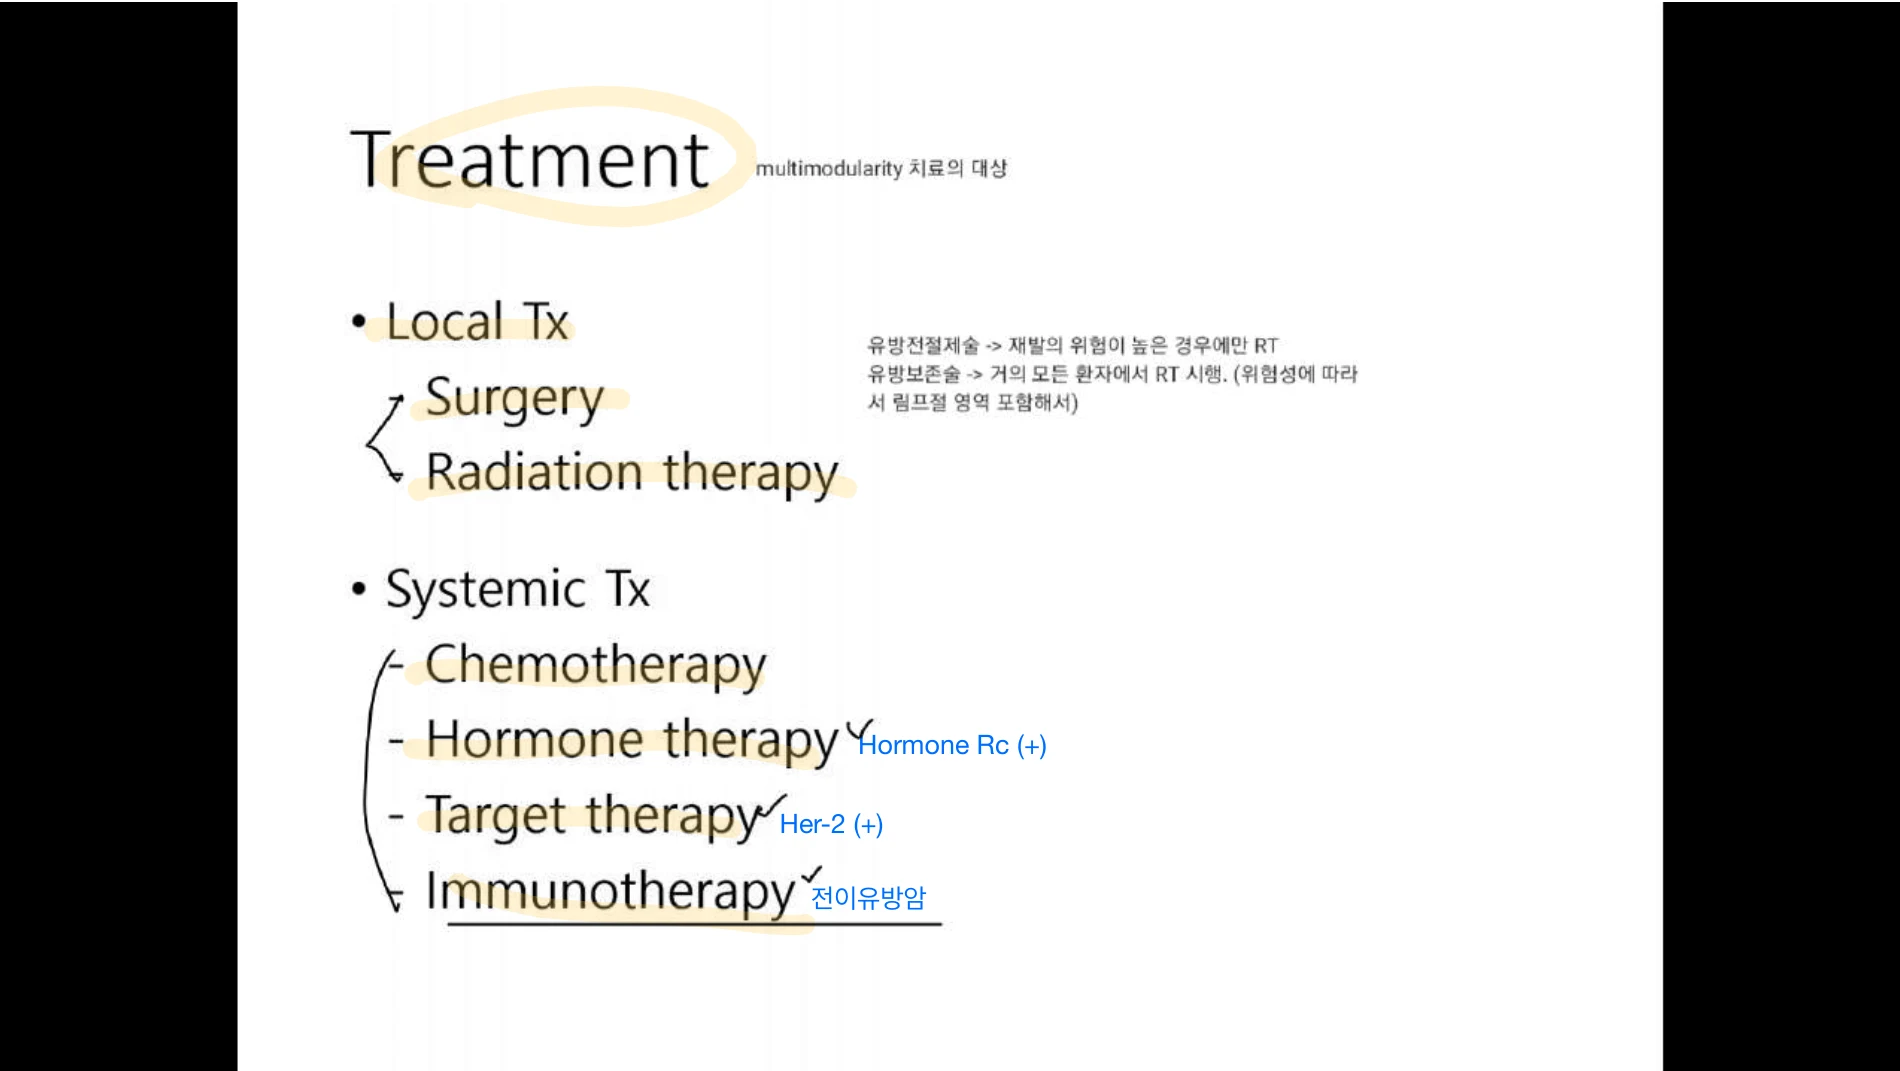 Treatment
multimodularity 치료의 대상
• Local Tx
- Surgery
- Radiation therapy
유방전절제술 -> 재발의 위험이 높은 경우에만 RT
유방보존술 -> 거의 모든 환자에서 RT 시행. (위험성에 따라
서 림프절 영역 포함해서)
• Systemic Tx
- Chemotherapy
- Hormone therapy Hormone Rc (+)
- Target therapy Her-2 (+)
- Immunotherapy 전이유방암